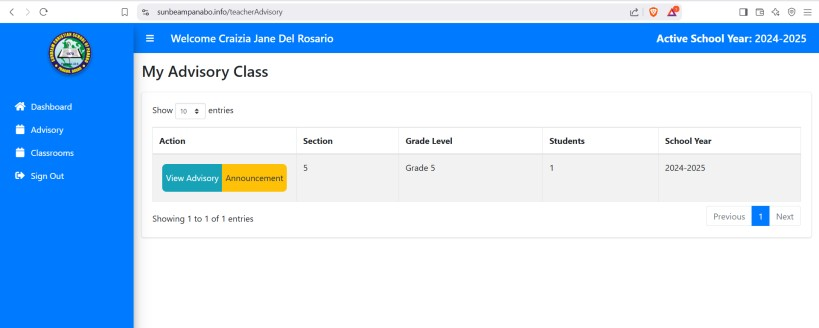 sunbeampanabo.info/teacherAdvisory
Welcome Craizia Jane Del Rosario
Active School Year: 2024-2025
Dashboard
Advisory
Classrooms
Sign Out
My Advisory Class
Show 10 entries
Action Section Grade Level Students School Year
View Advisory Announcement 5 Grade 5 1 2024-2025
Showing 1 to 1 of 1 entries
Previous 1 Next